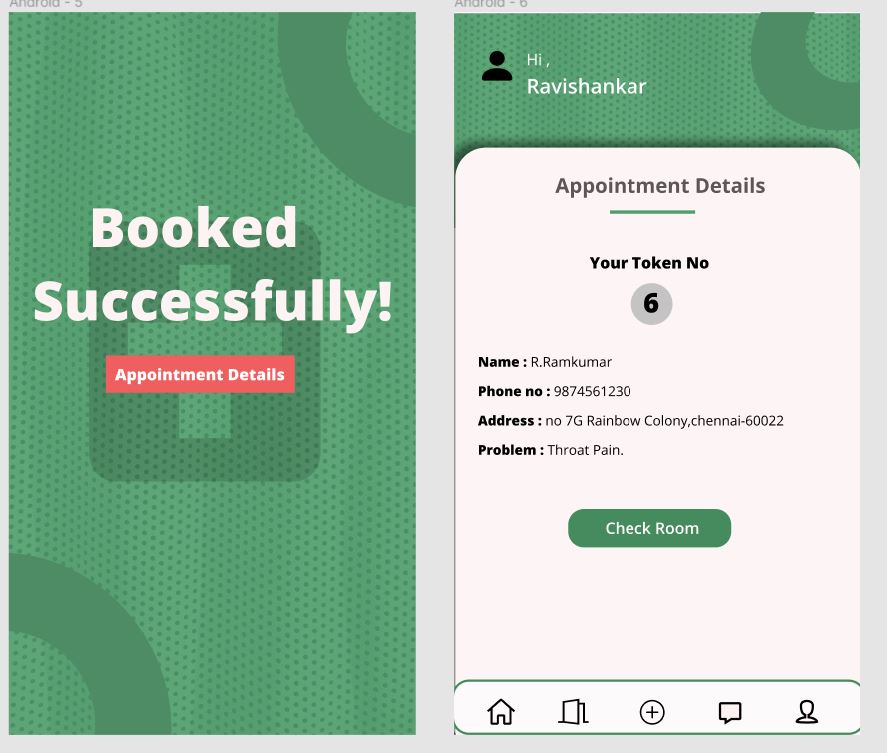 Android - 5
Booked
Successfully!
Appointment Details
Android - 6
Hi ,
Ravishankar
Appointment Details
Your Token No
6
Name : R.Ramkumar
Phone no : 9874561230
Address : no 7G Rainbow Colony,chennai-60022
Problem : Throat Pain.
Check Room